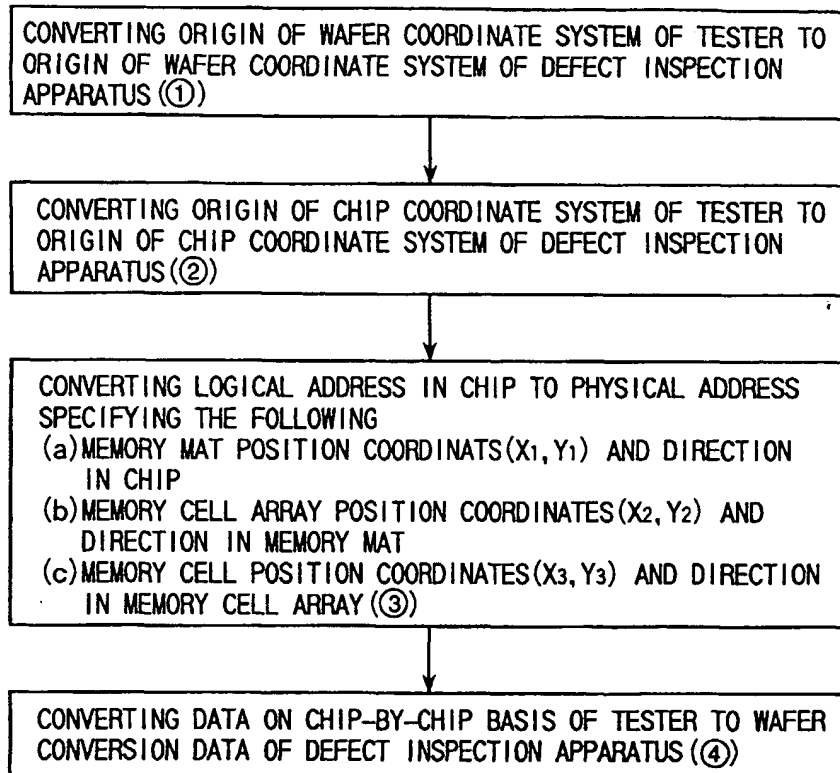 CONVERTING ORIGIN OF WAFER COORDINATE SYSTEM OF TESTER TO
ORIGIN OF WAFER COORDINATE SYSTEM OF DEFECT INSPECTION
APPARATUS(①)
CONVERTING ORIGIN OF CHIP COORDINATE SYSTEM OF TESTER TO
ORIGIN OF CHIP COORDINATE SYSTEM OF DEFECT INSPECTION
APPARATUS(②)
CONVERTING LOGICAL ADDRESS IN CHIP TO PHYSICAL ADDRESS
SPECIFYING THE FOLLOWING
(a)MEMORY MAT POSITION COORDINATS(X1,Y1) AND DIRECTION
IN CHIP
(b)MEMORY CELL ARRAY POSITION COORDINATES(X2,Y2) AND
DIRECTION IN MEMORY MAT
(c)MEMORY CELL POSITION COORDINATES(X3,Y3) AND DIRECTION
IN MEMORY CELL ARRAY(③)
CONVERTING DATA ON CHIP-BY-CHIP BASIS OF TESTER TO WAFER
CONVERSION DATA OF DEFECT INSPECTION APPARATUS(④)